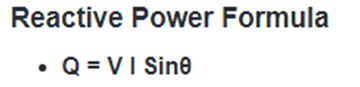 Reactive Power Formula
• Q = V I Sinθ